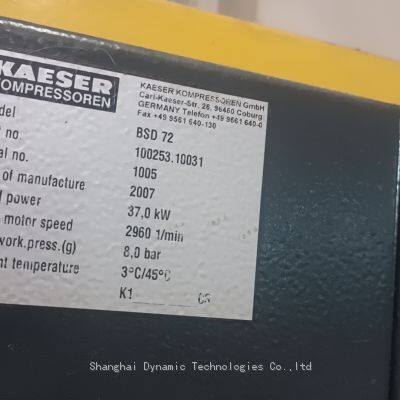 KAESER
KOMPRESSOREN
KAESER KOMPRESSOREN GmbH
Carl-Kaeser-Str. 26, 96450 Coburg
GERMANY Telefon +49 9561 640-0
Fax +49 9561 640-130
del
BSD 72
no.
100253.10031
al no.
1005
of manufacture
2007
power
37,0 kW
motor speed
2960 1/min
work.press.(g)
8,0 bar
nt temperature
3°C/45°C
K1
Shanghai Dynamic Technologies Co.,ltd